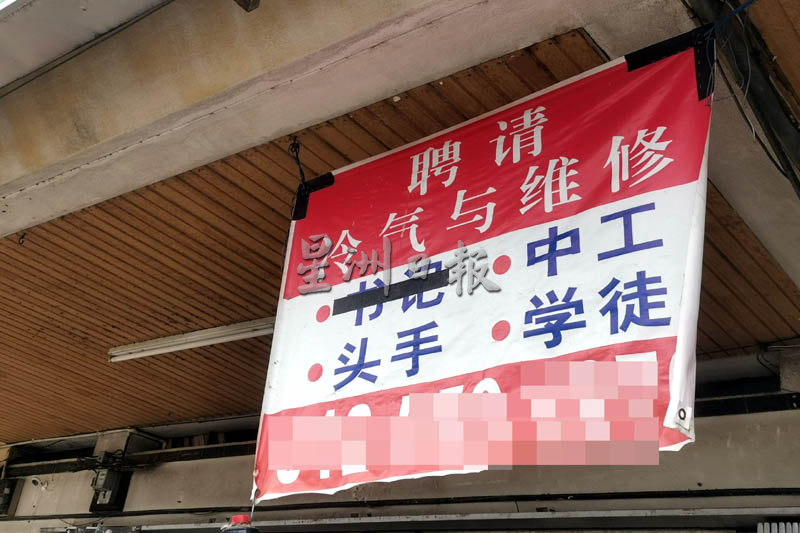 聘请
冷气与维修
星洲日报
• 书记 • 中工
• 头手 • 学徒